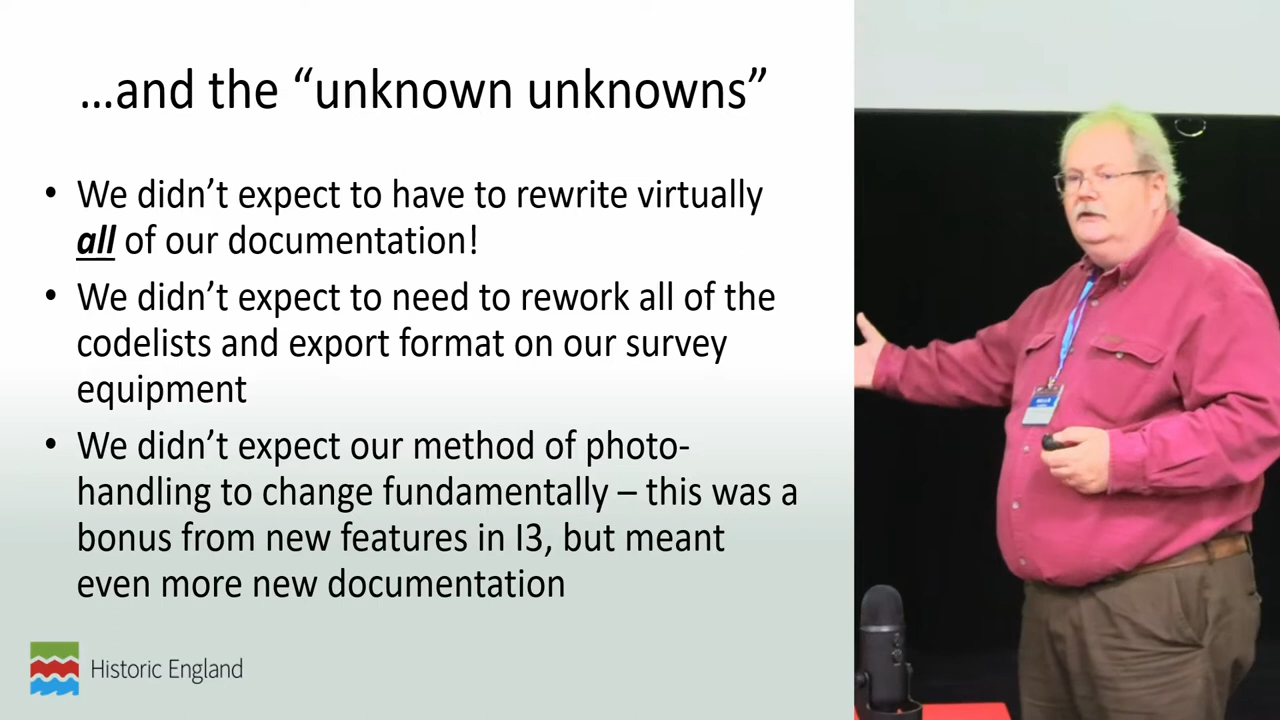 …and the “unknown unknowns”
• We didn’t expect to have to rewrite virtually
all of our documentation!
• We didn’t expect to need to rework all of the
codelists and export format on our survey
equipment
• We didn’t expect our method of photo-
handling to change fundamentally – this was a
bonus from new features in I3, but meant
even more new documentation
Historic England